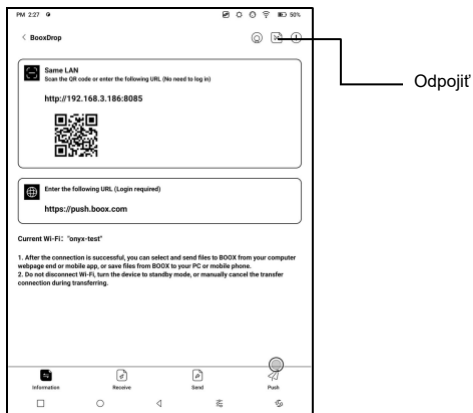 PM 2:27
50%
BooxDrop
Odpojiť
Same LAN
Scan the QR code or enter the following URL (No need to log in)
http://192.168.3.186:8085
Enter the following URL (Login required)
https://push.boox.com
Current Wi-Fi: "onyx-test"
1. After the connection is successful, you can select and send files to BOOX from your computer
webpage end or mobile app, or save files from BOOX to your PC or mobile phone.
2. Do not disconnect Wi-Fi, turn the device to standby mode, or manually cancel the transfer
connection during transferring.
Information
Receive
Send
Push